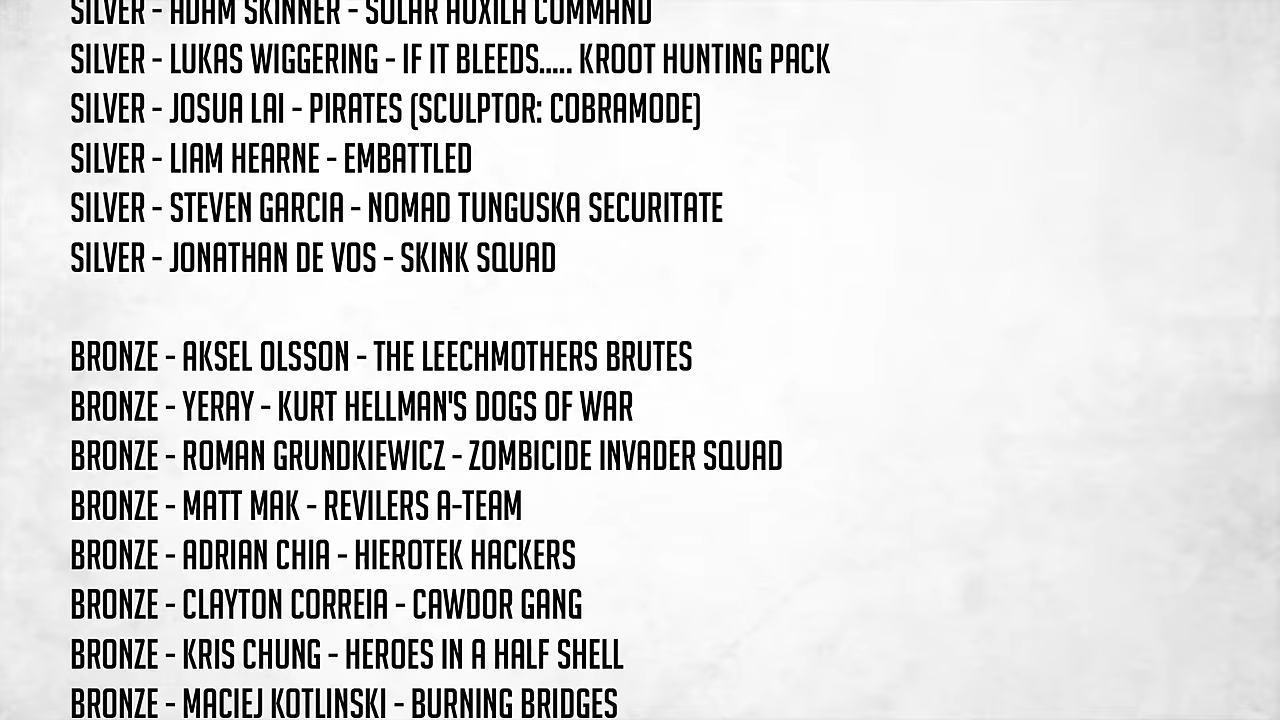 SILVER - ADAM SKINNER - SOLAR AUXILA COMMAND
SILVER - LUKAS WIGGERING - IF IT BLEEDS..... KROOT HUNTING PACK
SILVER - JOSUA LAI - PIRATES (SCULPTOR: COBRAMODE)
SILVER - LIAM HEARNE - EMBATTLED
SILVER - STEVEN GARCIA - NOMAD TUNGUSKA SECURITATE
SILVER - JONATHAN DE VOS - SKINK SQUAD
BRONZE - AKSEL OLSSON - THE LEECHMOTHERS BRUTES
BRONZE - YERAY - KURT HELLMAN'S DOGS OF WAR
BRONZE - ROMAN GRUNDKIEWICZ - ZOMBICIDE INVADER SQUAD
BRONZE - MATT MAK - REVILERS A-TEAM
BRONZE - ADRIAN CHIA - HIEROTEK HACKERS
BRONZE - CLAYTON CORREIA - CAWDOR GANG
BRONZE - KRIS CHUNG - HEROES IN A HALF SHELL
BRONZE - MACIEJ KOTLINSKI - BURNING BRIDGES